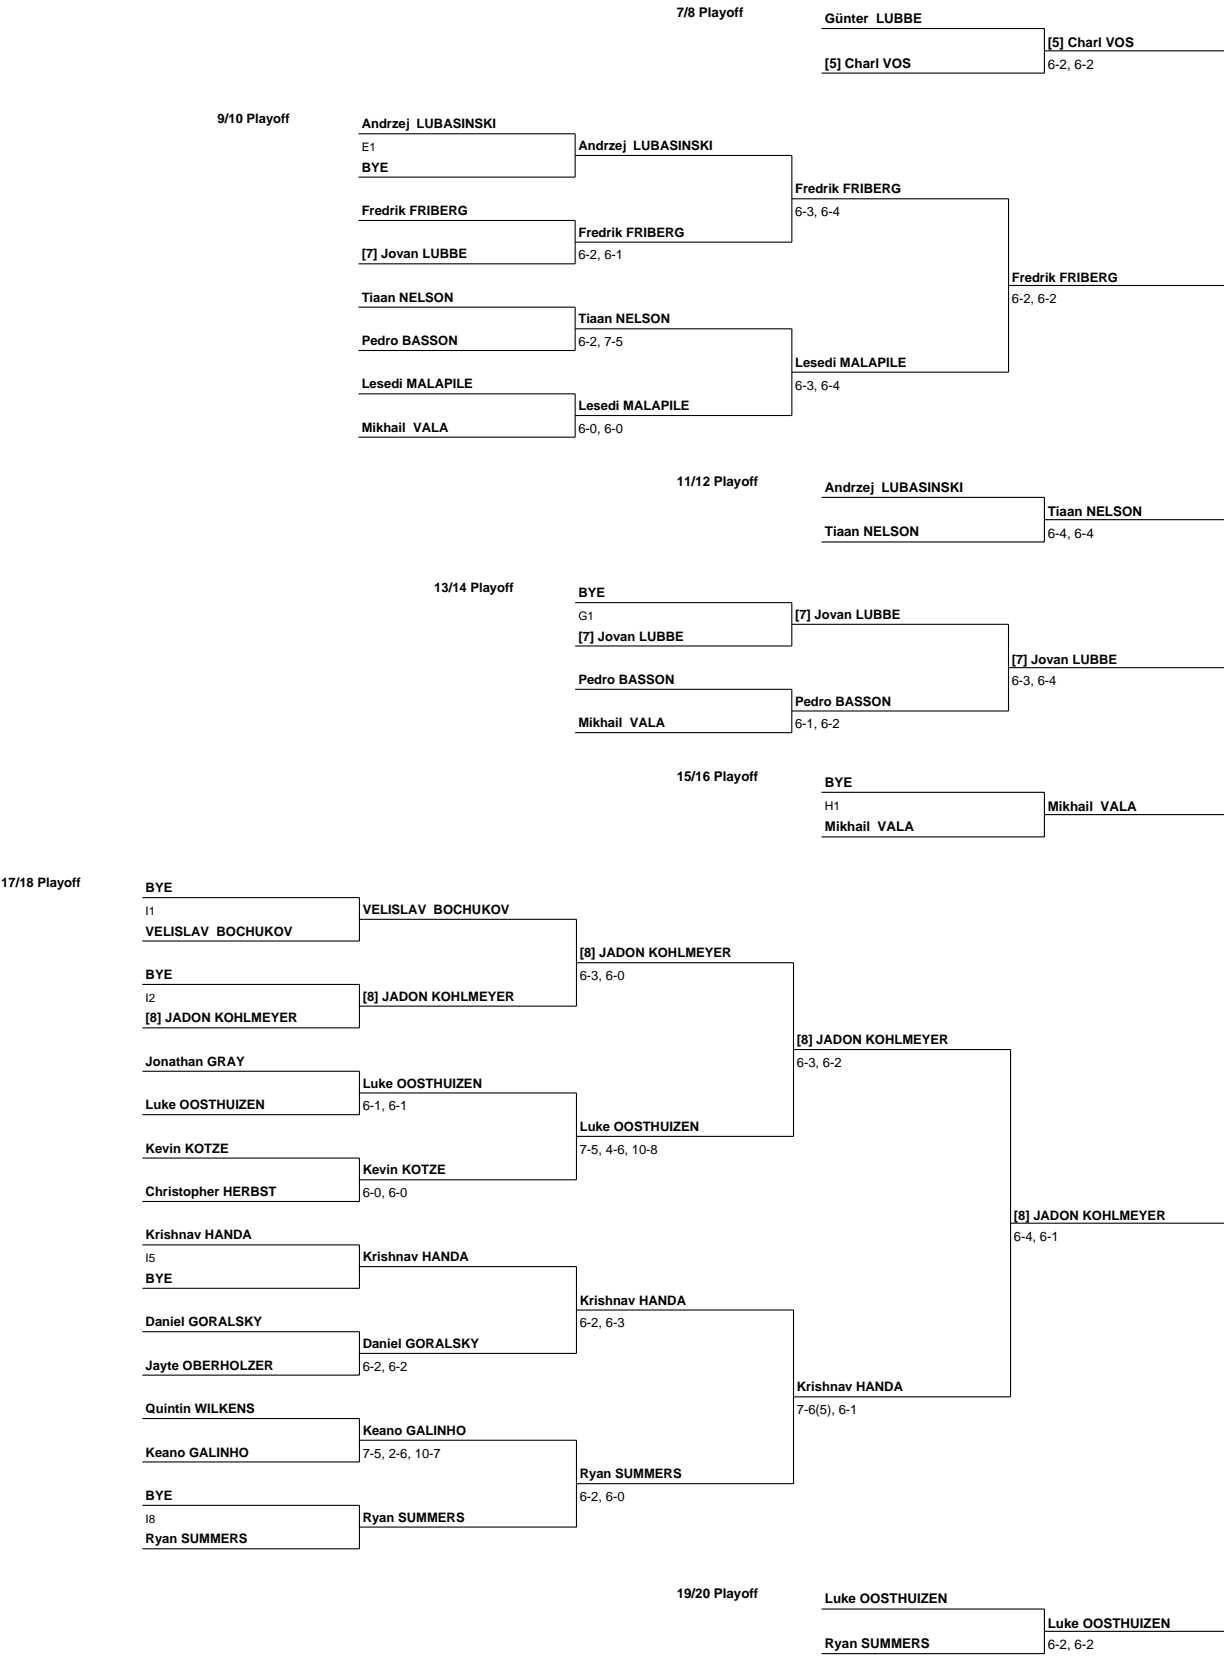 7/8 Playoff
Günter LUBBE
[5] Charl VOS
[5] Charl VOS
6-2, 6-2
9/10 Playoff
Andrzej LUBASINSKI
E1
Andrzej LUBASINSKI
BYE
Fredrik FRIBERG
6-3, 6-4
Fredrik FRIBERG
Fredrik FRIBERG
[7] Jovan LUBBE
6-2, 6-1
Fredrik FRIBERG
6-2, 6-2
Tiaan NELSON
Tiaan NELSON
Pedro BASSON
6-2, 7-5
Lesedi MALAPILE
6-3, 6-4
Lesedi MALAPILE
Lesedi MALAPILE
Mikhail VALA
6-0, 6-0
11/12 Playoff
Andrzej LUBASINSKI
Tiaan NELSON
Tiaan NELSON
6-4, 6-4
13/14 Playoff
BYE
G1
[7] Jovan LUBBE
[7] Jovan LUBBE
[7] Jovan LUBBE
6-3, 6-4
Pedro BASSON
Pedro BASSON
Mikhail VALA
6-1, 6-2
15/16 Playoff
BYE
H1
Mikhail VALA
Mikhail VALA
17/18 Playoff
BYE
I1
VELISLAV BOCHUKOV
VELISLAV BOCHUKOV
[8] JADON KOHLMEYER
6-3, 6-0
BYE
I2
[8] JADON KOHLMEYER
[8] JADON KOHLMEYER
[8] JADON KOHLMEYER
6-3, 6-2
Jonathan GRAY
Luke OOSTHUIZEN
Luke OOSTHUIZEN
6-1, 6-1
Luke OOSTHUIZEN
7-5, 4-6, 10-8
Kevin KOTZE
Kevin KOTZE
Christopher HERBST
6-0, 6-0
[8] JADON KOHLMEYER
6-4, 6-1
Krishnav HANDA
I5
Krishnav HANDA
BYE
Krishnav HANDA
6-2, 6-3
Daniel GORALSKY
Daniel GORALSKY
Jayte OBERHOLZER
6-2, 6-2
Krishnav HANDA
7-6(5), 6-1
Quintin WILKENS
Keano GALINHO
Keano GALINHO
7-5, 2-6, 10-7
Ryan SUMMERS
6-2, 6-0
BYE
I8
Ryan SUMMERS
Ryan SUMMERS
19/20 Playoff
Luke OOSTHUIZEN
Luke OOSTHUIZEN
Ryan SUMMERS
6-2, 6-2